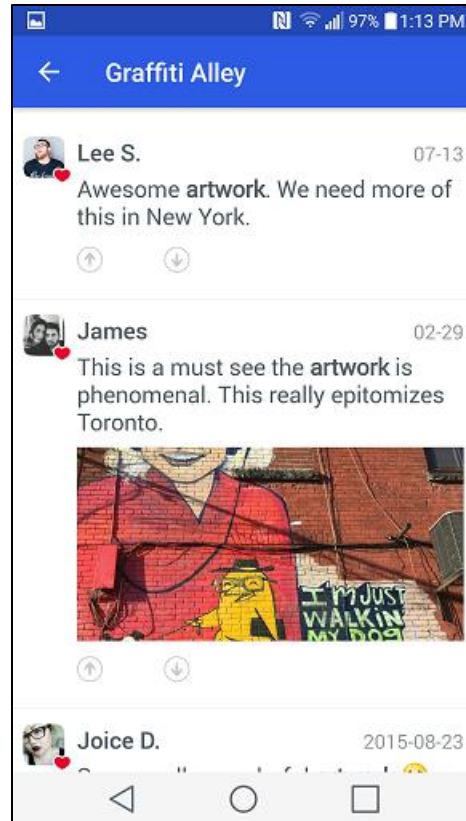 97% 1:13 PM
Graffiti Alley
Lee S. 07-13
Awesome artwork. We need more of
this in New York.
James 02-29
This is a must see the artwork is
phenomenal. This really epitomizes
Toronto.
I'M JUST
WALKIN
MY DOG
Joice D. 2015-08-23